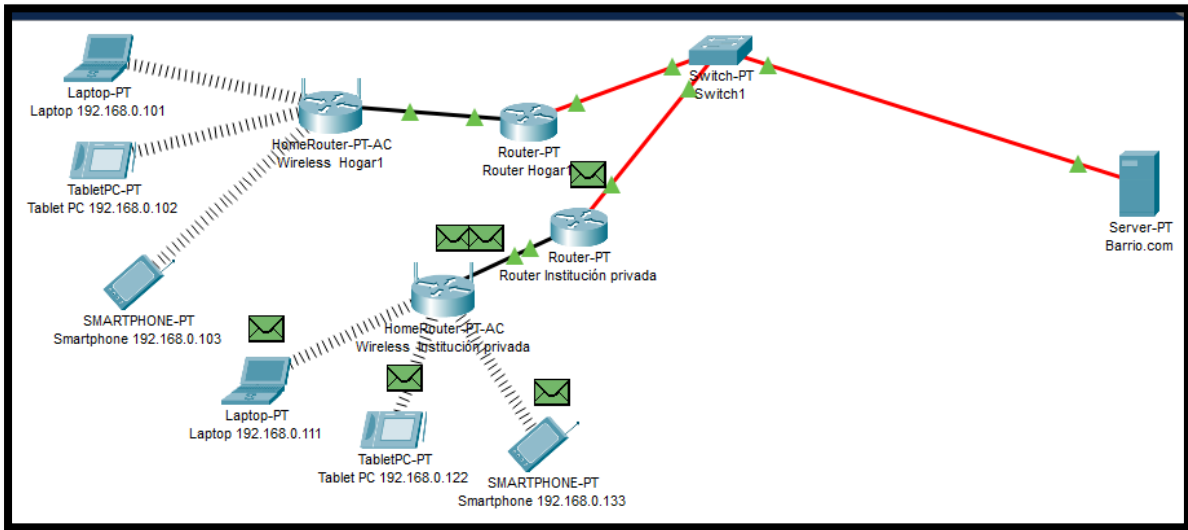 Laptop-PT
Laptop 192.168.0.101
TabletPC-PT
Tablet PC 192.168.0.102
SMARTPHONE-PT
Smartphone 192.168.0.103
HomeRouter-PT-AC
Wireless Hogar1
Router-PT
Router Hogar1
Switch-PT
Switch1
Server-PT
Barrio.com
Router-PT
Router Institución privada
HomeRouter-PT-AC
Wireless Institución privada
Laptop-PT
Laptop 192.168.0.111
TabletPC-PT
Tablet PC 192.168.0.122
SMARTPHONE-PT
Smartphone 192.168.0.133